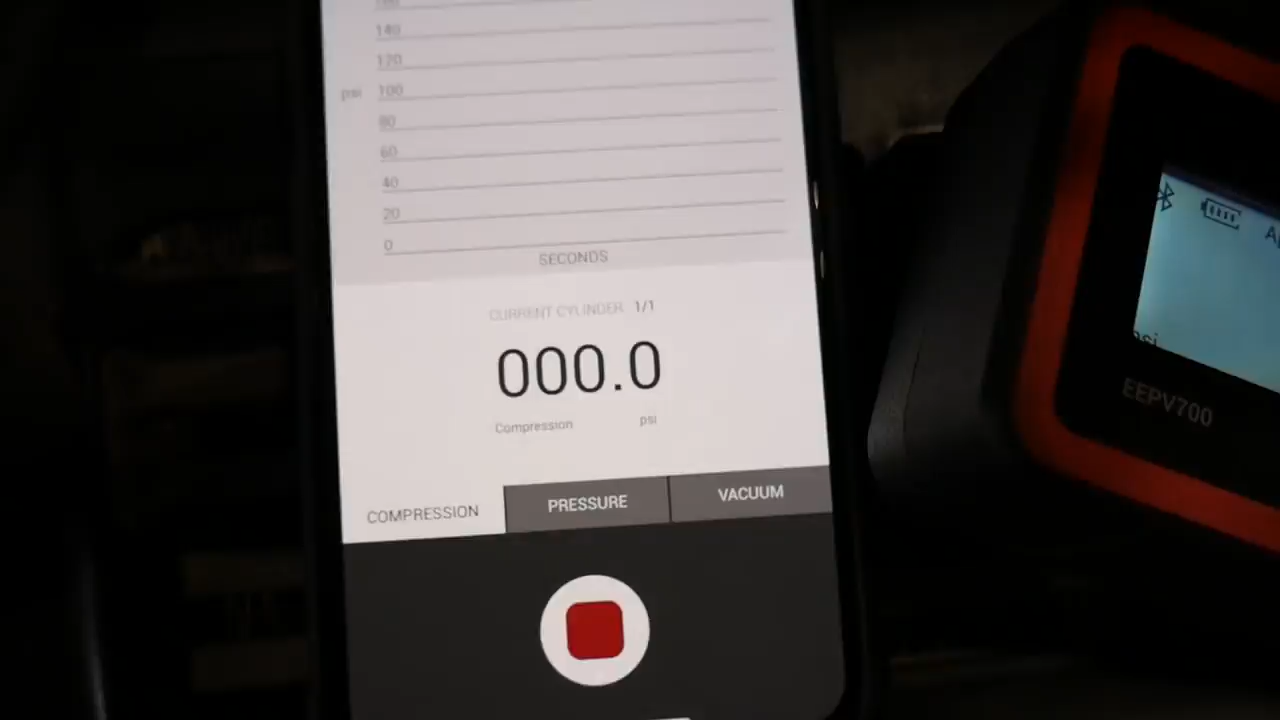 140
120
psi 100
80
60
40
20
0
SECONDS
CURRENT CYLINDER 1/1
000.0
Compression psi
COMPRESSION PRESSURE VACUUM
EEPV700